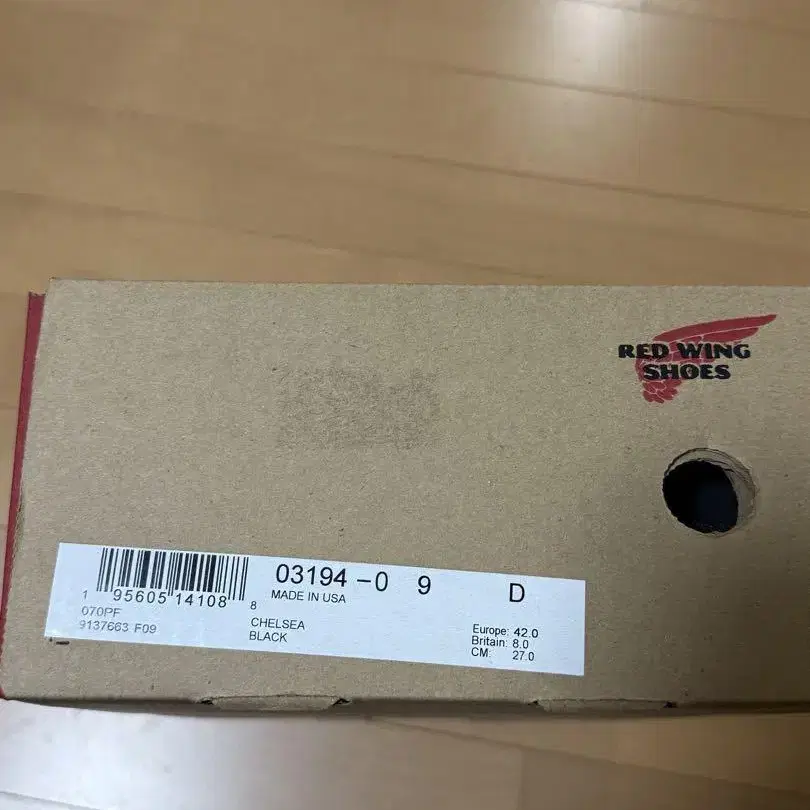 RED WING
SHOES
03194-0 9 D
MADE IN USA
1 95605 14108 8
070PF
9137663 F09
CHELSEA
BLACK
Europe: 42.0
Britain: 8.0
CM: 27.0